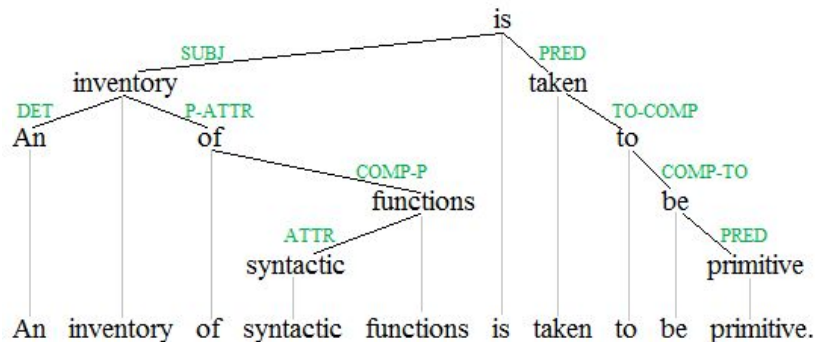 is
SUBJ PRED
inventory taken
DET P-ATTR TO-COMP
An of to
COMP-P COMP-TO
functions be
ATTR PRED
syntactic primitive
An inventory of syntactic functions is taken to be primitive.